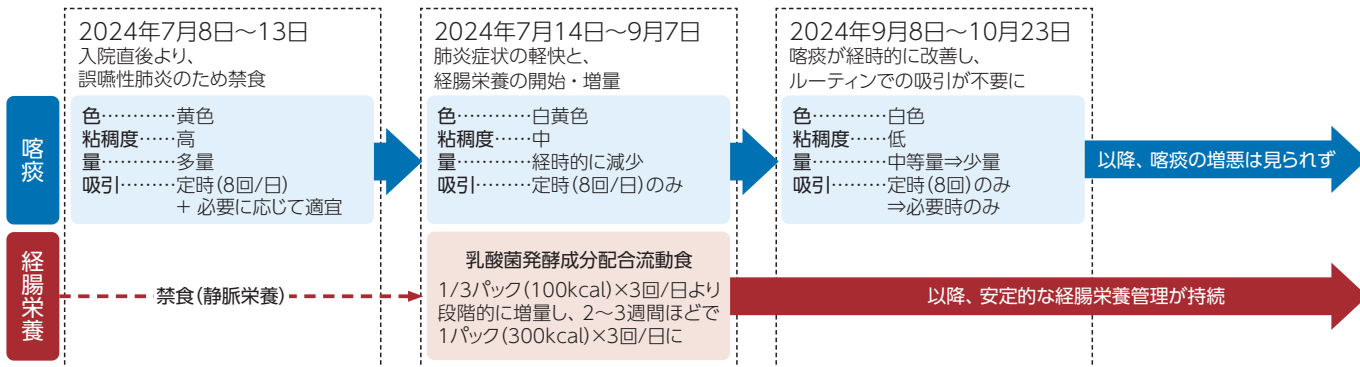 2024年7月8日〜13日
入院直後より、
誤嚥性肺炎のため禁食
2024年7月14日〜9月7日
肺炎症状の軽快と、
経腸栄養の開始・増量
2024年9月8日〜10月23日
喀痰が経時的に改善し、
ルーティンでの吸引が不要に
喀痰
色…………黄色
粘稠度……高
量…………多量
吸引………定時(8回/日)
＋ 必要に応じて適宜
色…………白黄色
粘稠度……中
量…………経時的に減少
吸引………定時(8回/日)のみ
色…………白色
粘稠度……低
量…………中等量⇒少量
吸引………定時(8回)のみ
⇒必要時のみ
以降、喀痰の増悪は見られず
経腸栄養
禁食(静脈栄養)
乳酸菌発酵成分配合流動食
1/3パック(100kcal)×3回/日より
段階的に増量し、2〜3週間ほどで
1パック(300kcal)×3回/日に
以降、安定的な経腸栄養管理が持続